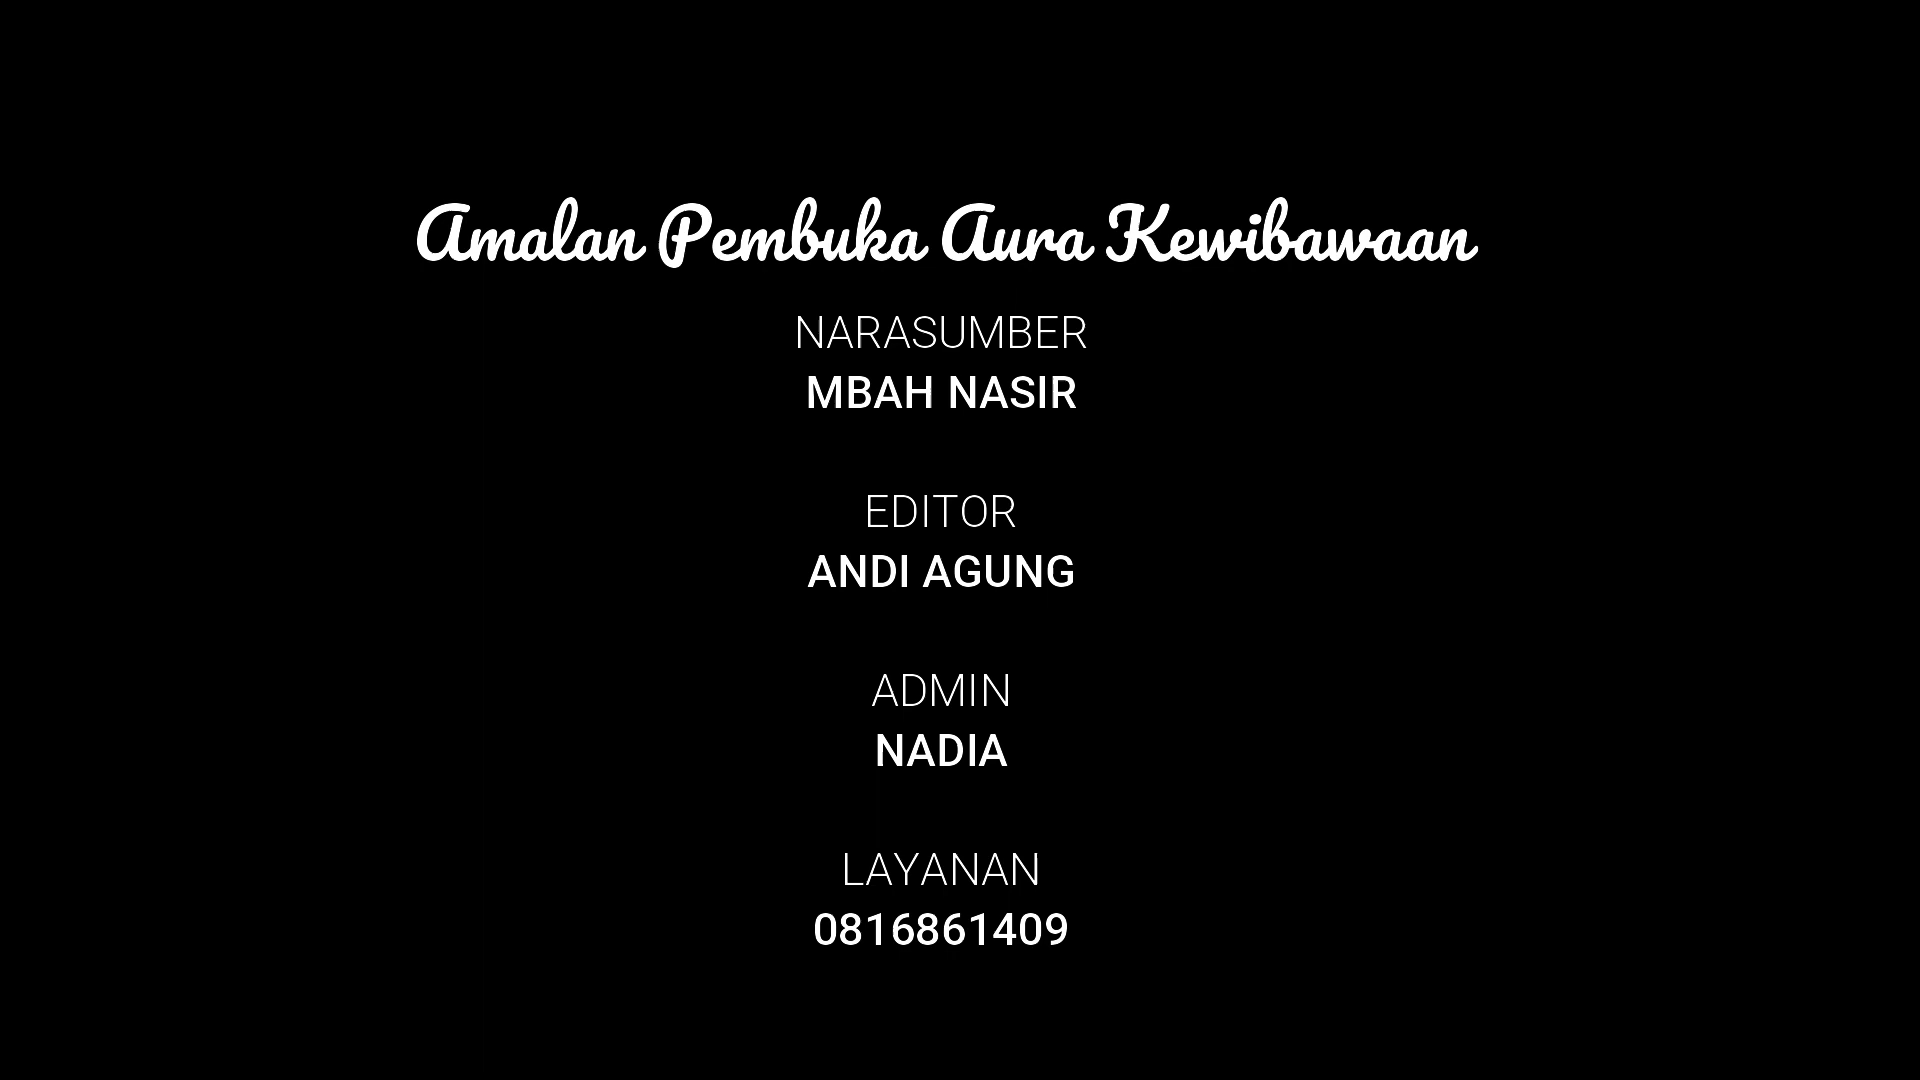 Amalan Pembuka Aura Kewibawaan
NARASUMBER
MBAH NASIR
EDITOR
ANDI AGUNG
ADMIN
NADIA
LAYANAN
0816861409